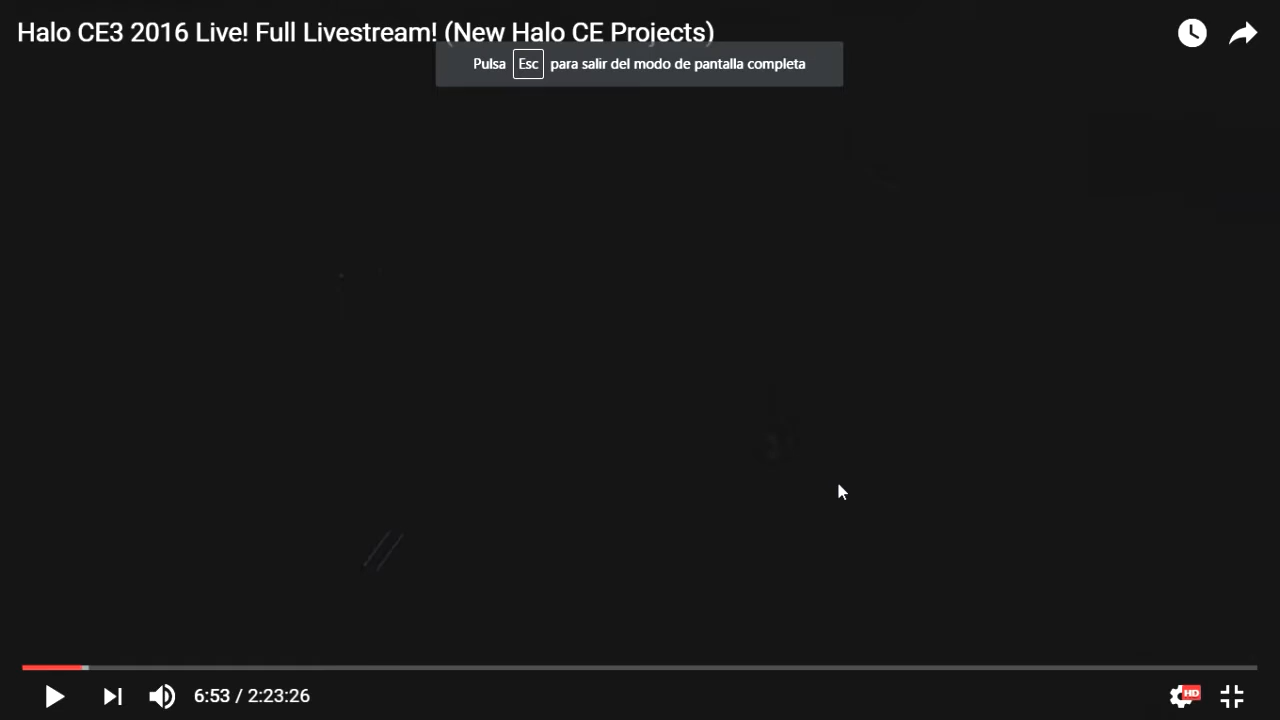 Halo CE3 2016 Live! Full Livestream! (New Halo CE Projects)
Pulsa Esc para salir del modo de pantalla completa
6:53 / 2:23:26
HD